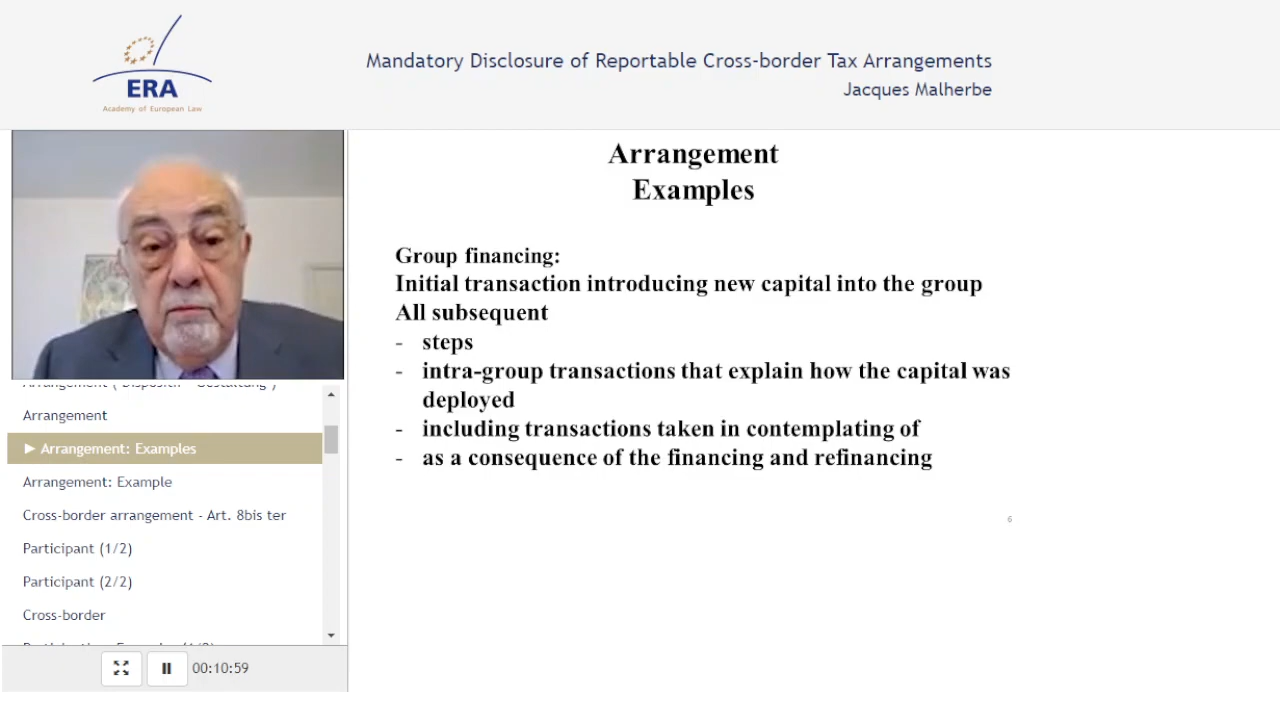 ERA
Academy of European Law
Mandatory Disclosure of Reportable Cross-border Tax Arrangements
Jacques Malherbe
Arrangement
Examples
Group financing:
Initial transaction introducing new capital into the group
All subsequent
- steps
- intra-group transactions that explain how the capital was
deployed
- including transactions taken in contemplating of
- as a consequence of the financing and refinancing
6
Arrangement
► Arrangement: Examples
Arrangement: Example
Cross-border arrangement - Art. 8bis ter
Participant (1/2)
Participant (2/2)
Cross-border
00:10:59